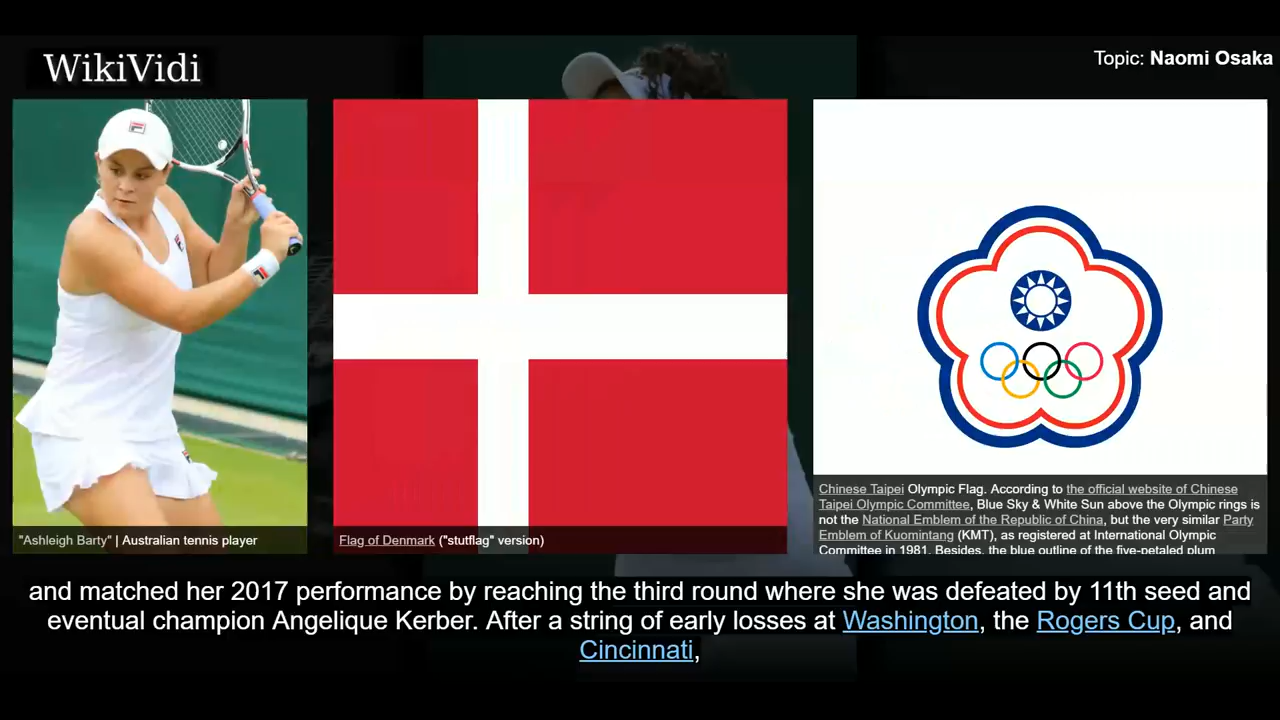 WikiVidi
Topic: Naomi Osaka
"Ashleigh Barty" | Australian tennis player
Flag of Denmark ("stutflag" version)
Chinese Taipei Olympic Flag. According to the official website of Chinese
Taipei Olympic Committee, Blue Sky & White Sun above the Olympic rings is
not the National Emblem of the Republic of China, but the very similar Party
Emblem of Kuomintang (KMT), as registered at International Olympic
Committee in 1981. Besides, the blue outline of the five-petaled plum
and matched her 2017 performance by reaching the third round where she was defeated by 11th seed and
eventual champion Angelique Kerber. After a string of early losses at Washington, the Rogers Cup, and
Cincinnati,